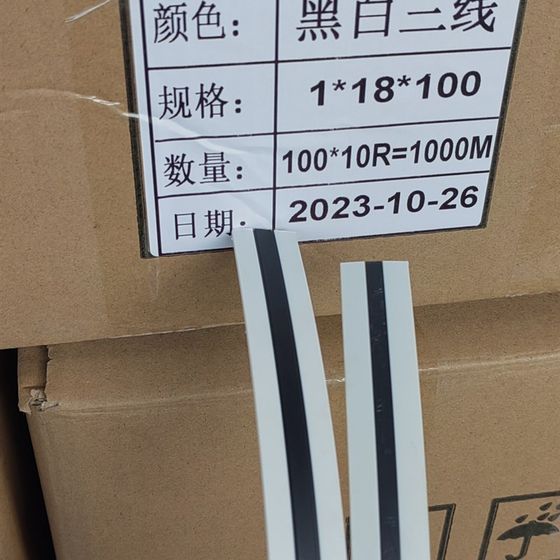 颜色： 黑白三线
规格： 1*18*100
数量： 100*10R=1000M
日期： 2023-10-26